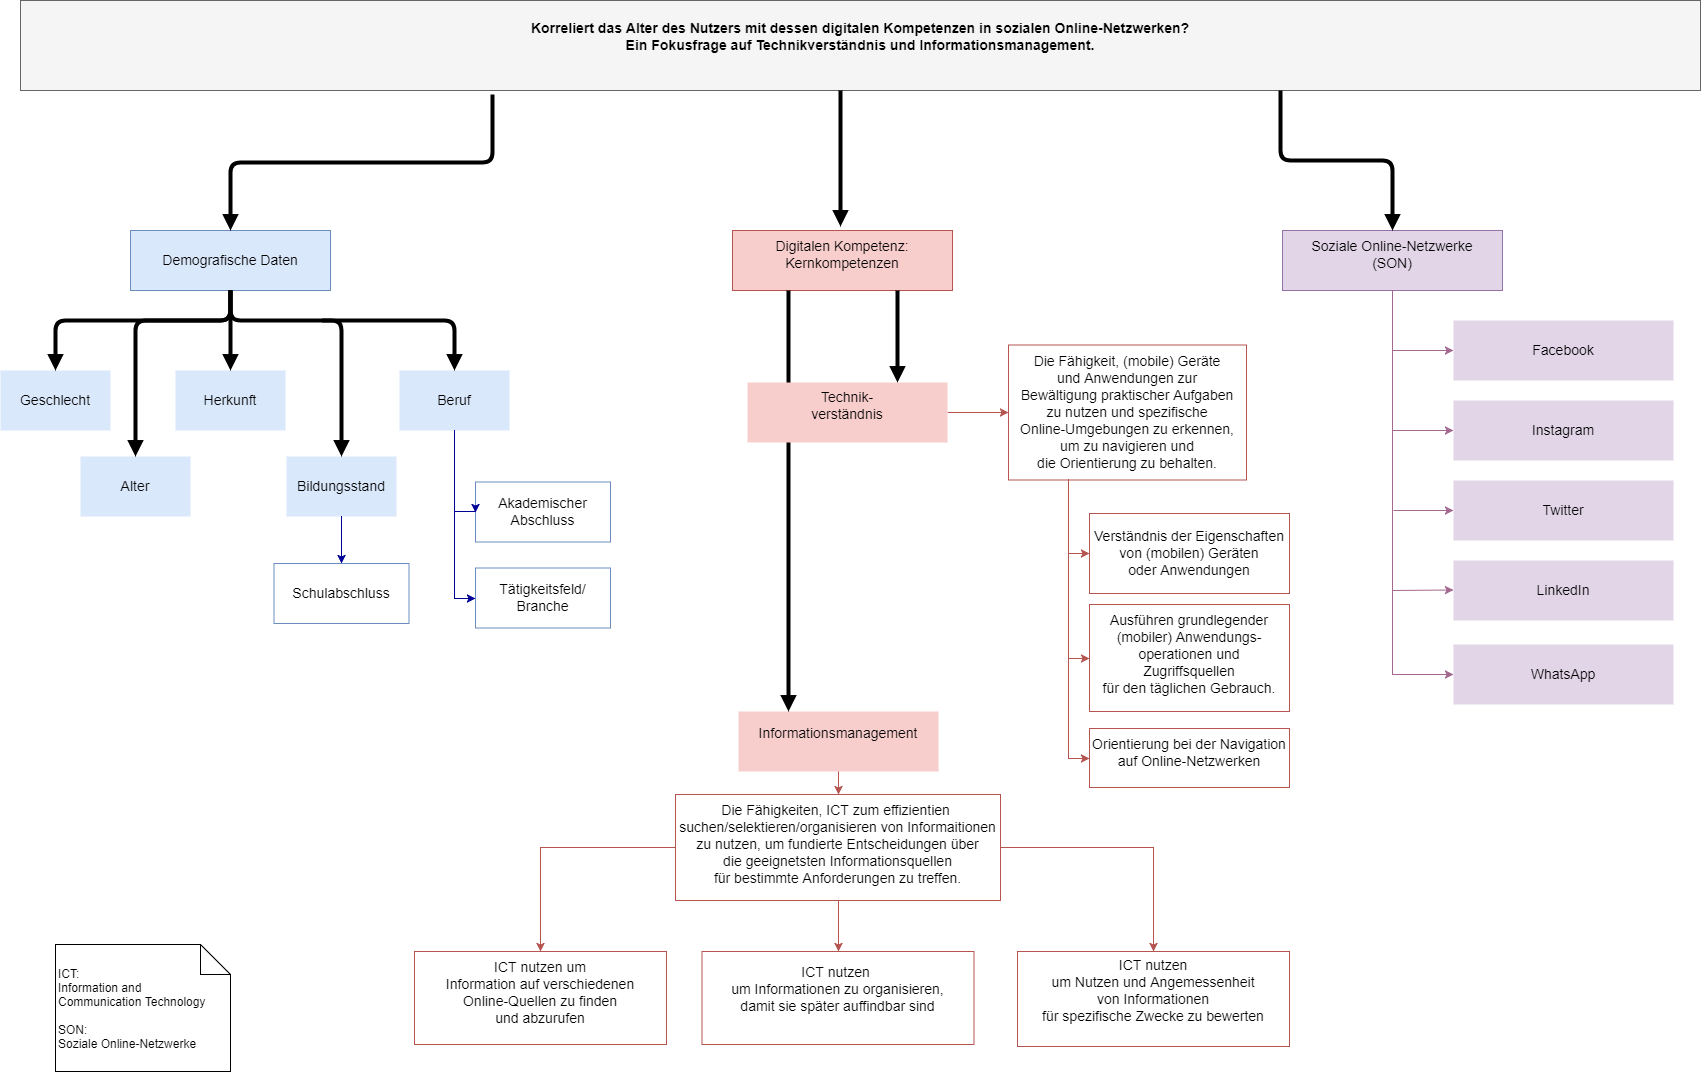 Korreliert das Alter des Nutzers mit dessen digitalen Kompetenzen in sozialen Online-Netzwerken?
Ein Fokusfrage auf Technikverständnis und Informationsmanagement.
Demografische Daten
Geschlecht
Herkunft
Beruf
Alter
Bildungsstand
Akademischer
Abschluss
Schulabschluss
Tätigkeitsfeld/
Branche
Digitalen Kompetenz:
Kernkompetenzen
Technik-
verständnis
Die Fähigkeit, (mobile) Geräte
und Anwendungen zur
Bewältigung praktischer Aufgaben
zu nutzen und spezifische
Online-Umgebungen zu erkennen,
um zu navigieren und
die Orientierung zu behalten.
Verständnis der Eigenschaften
von (mobilen) Geräten
oder Anwendungen
Ausführen grundlegender
(mobiler) Anwendungs-
operationen und
Zugriffsquellen
für den täglichen Gebrauch.
Orientierung bei der Navigation
auf Online-Netzwerken
Informationsmanagement
Die Fähigkeiten, ICT zum effizientien
suchen/selektieren/organisieren von Informaitionen
zu nutzen, um fundierte Entscheidungen über
die geeignetsten Informationsquellen
für bestimmte Anforderungen zu treffen.
ICT nutzen um
Information auf verschiedenen
Online-Quellen zu finden
und abzurufen
ICT nutzen
um Informationen zu organisieren,
damit sie später auffindbar sind
ICT nutzen
um Nutzen und Angemessenheit
von Informationen
für spezifische Zwecke zu bewerten
Soziale Online-Netzwerke
(SON)
Facebook
Instagram
Twitter
LinkedIn
WhatsApp
ICT:
Information and
Communication Technology
SON:
Soziale Online-Netzwerke